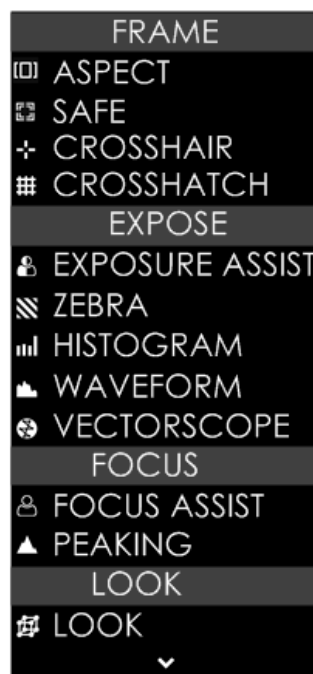 FRAME
ASPECT
SAFE
CROSSHAIR
CROSSHATCH
EXPOSE
EXPOSURE ASSIST
ZEBRA
HISTOGRAM
WAVEFORM
VECTORSCOPE
FOCUS
FOCUS ASSIST
PEAKING
LOOK
LOOK